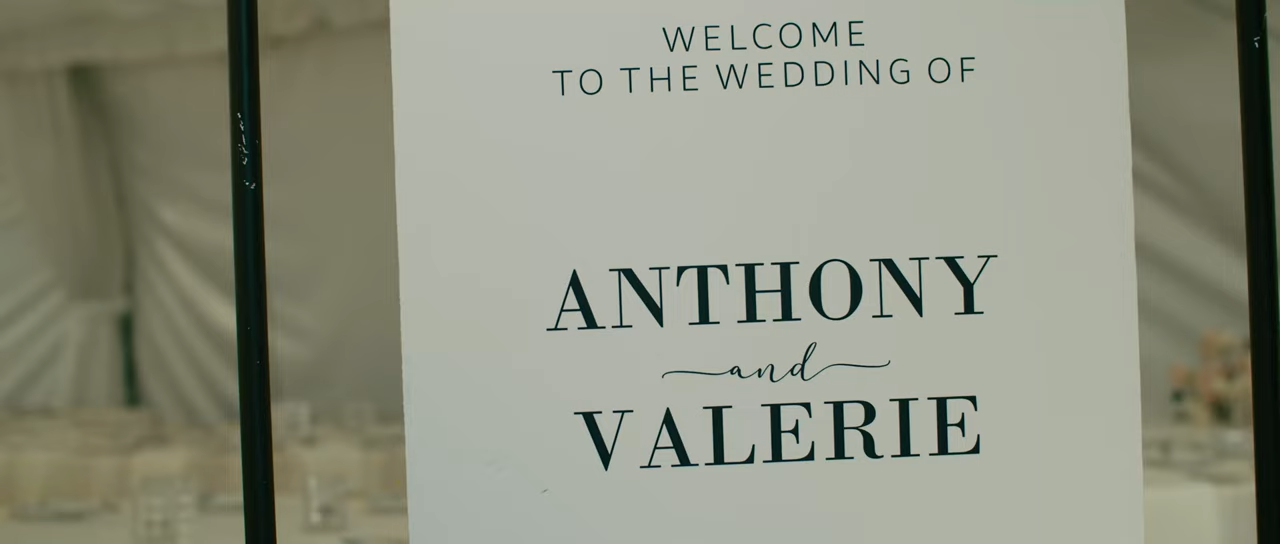 WELCOME
TO THE WEDDING OF
ANTHONY
and
VALERIE